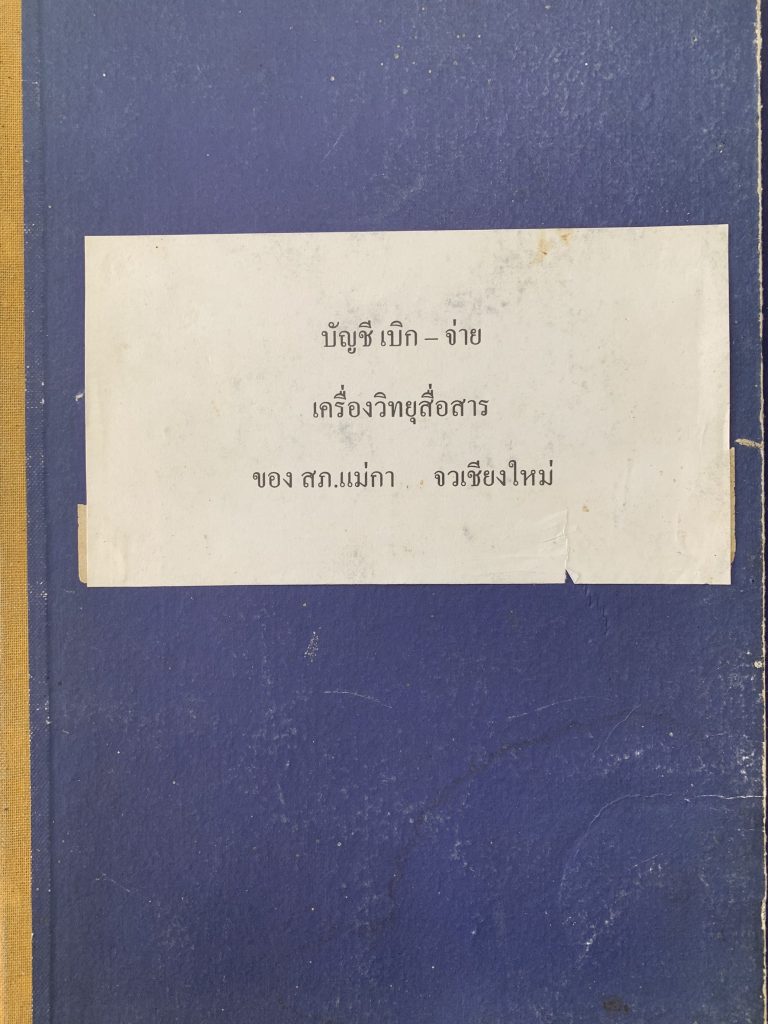 บัญชี เบิก – จ่าย
เครื่องวิทยุสื่อสาร
ของ สภ.แม่กา จวเชียงใหม่